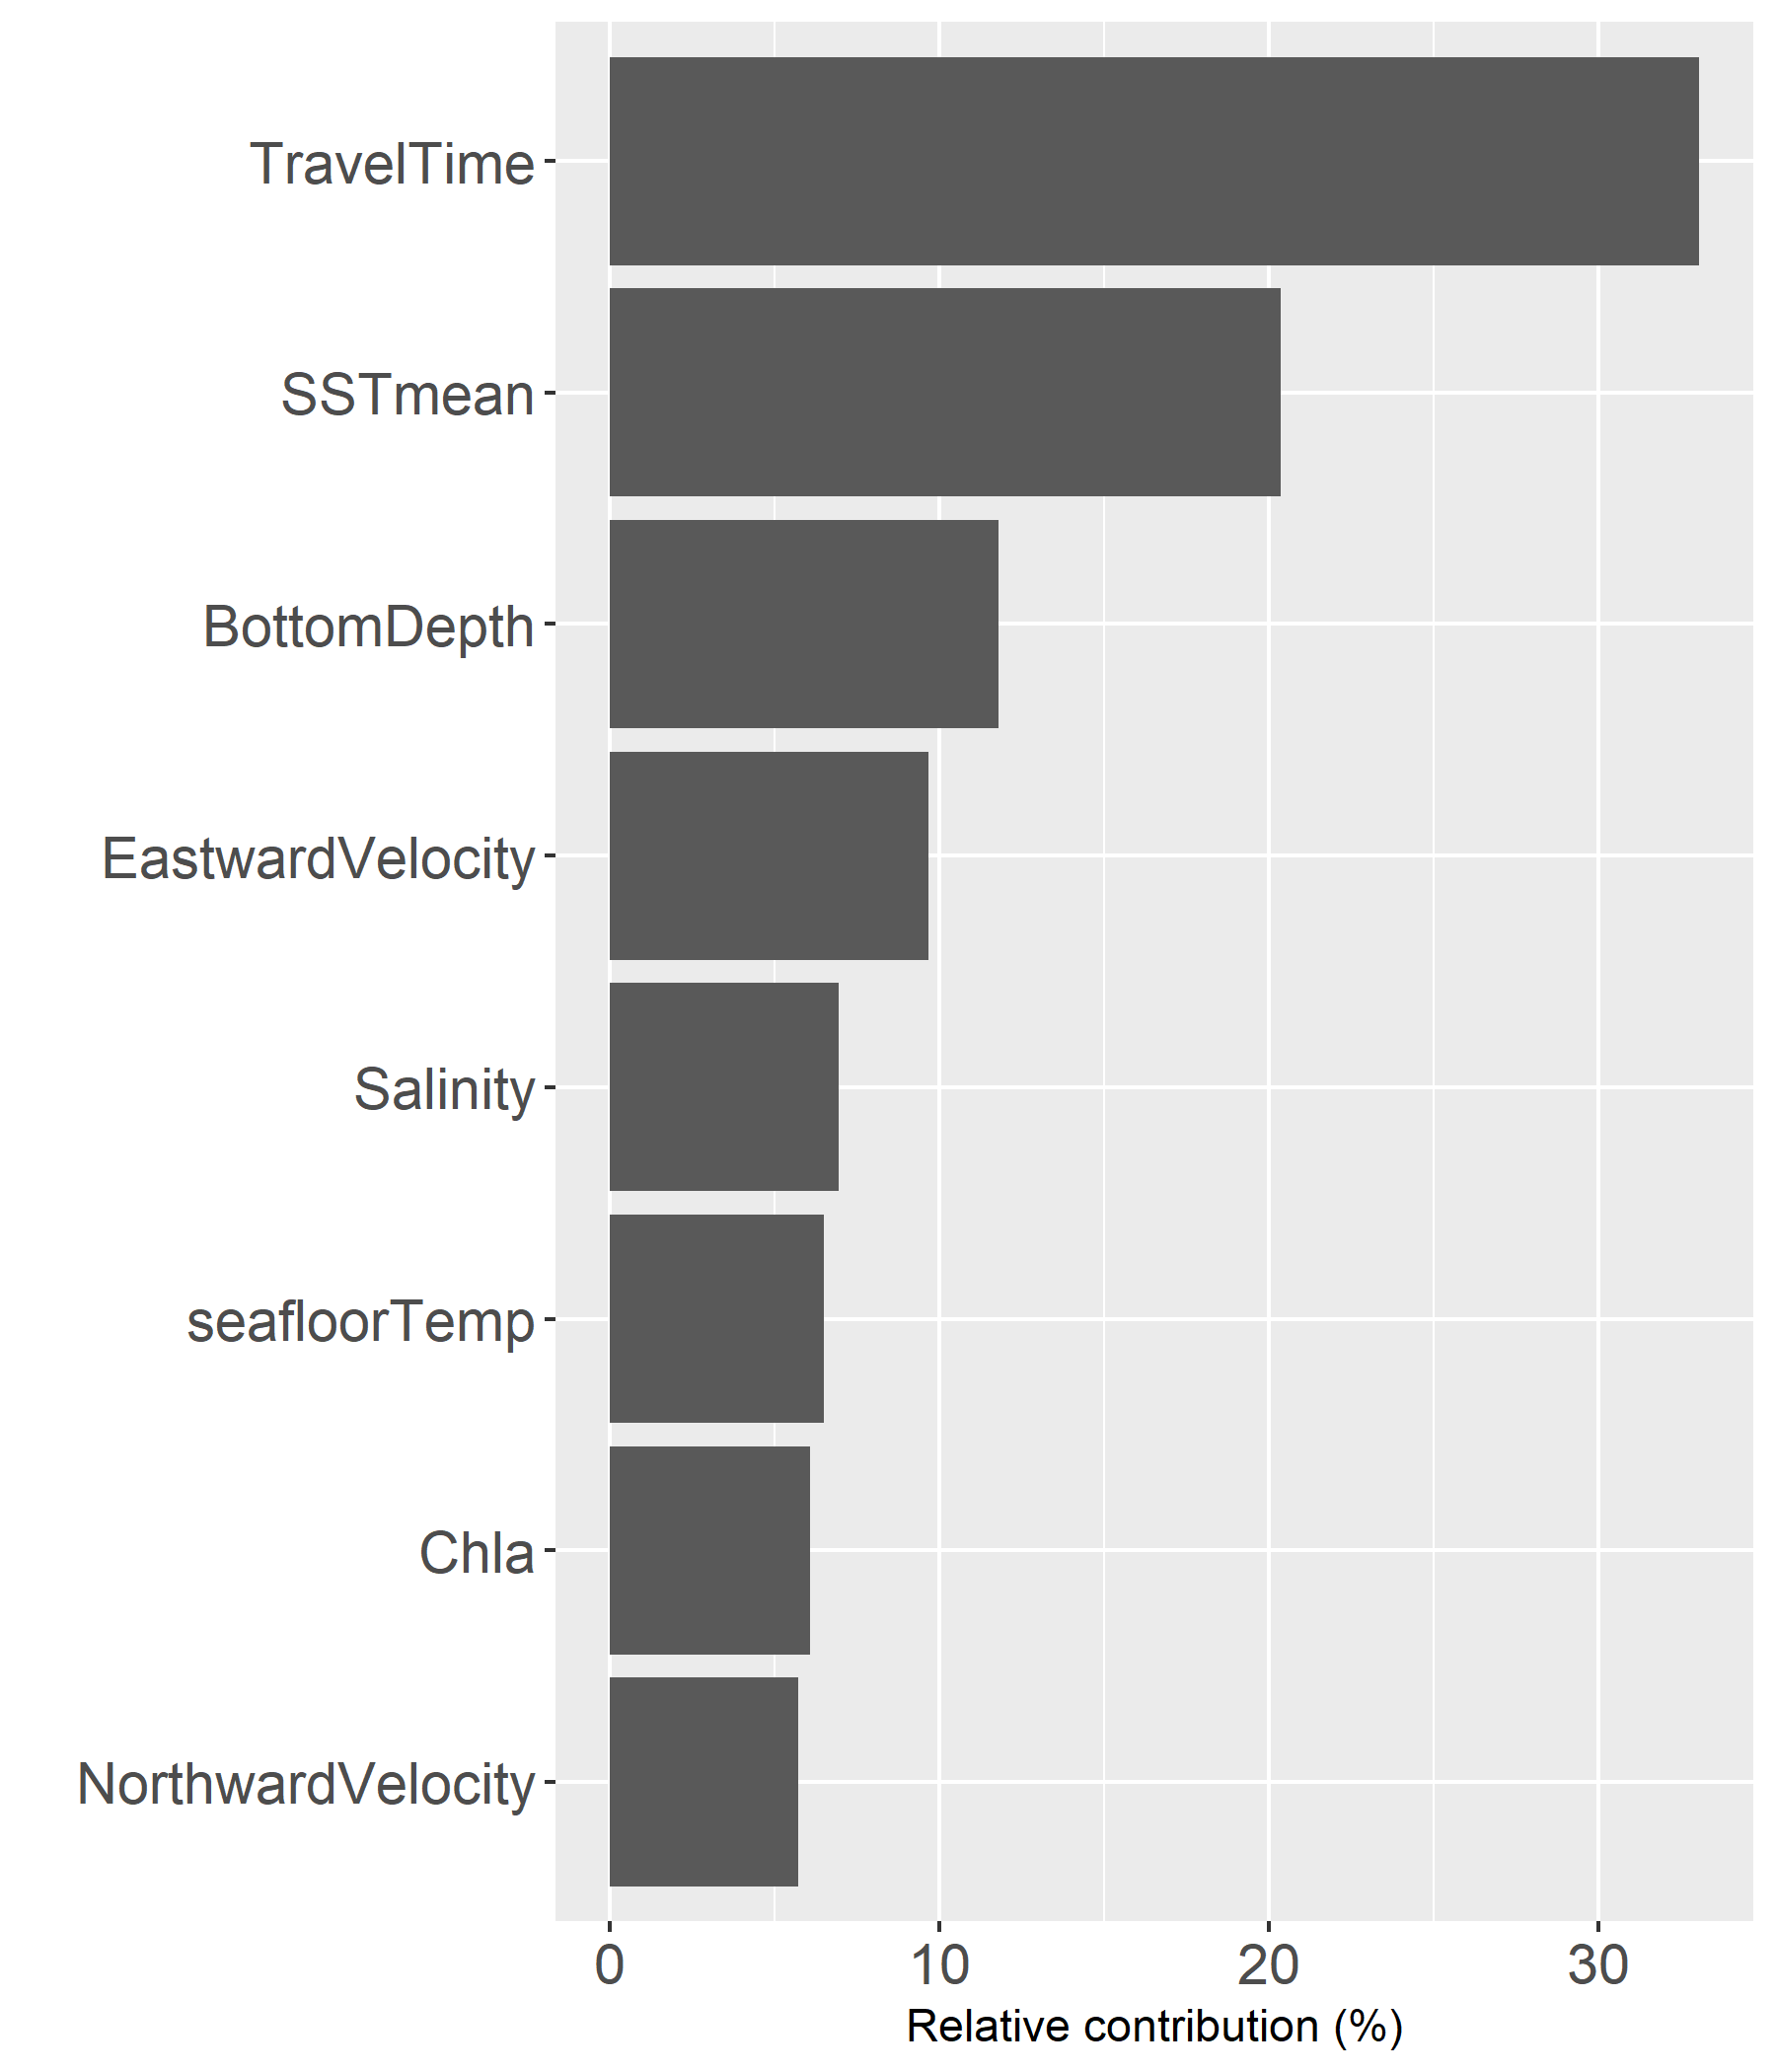 TravelTime
SSTmean
BottomDepth
EastwardVelocity
Salinity
seafloorTemp
Chla
NorthwardVelocity
0 10 20 30
Relative contribution (%)